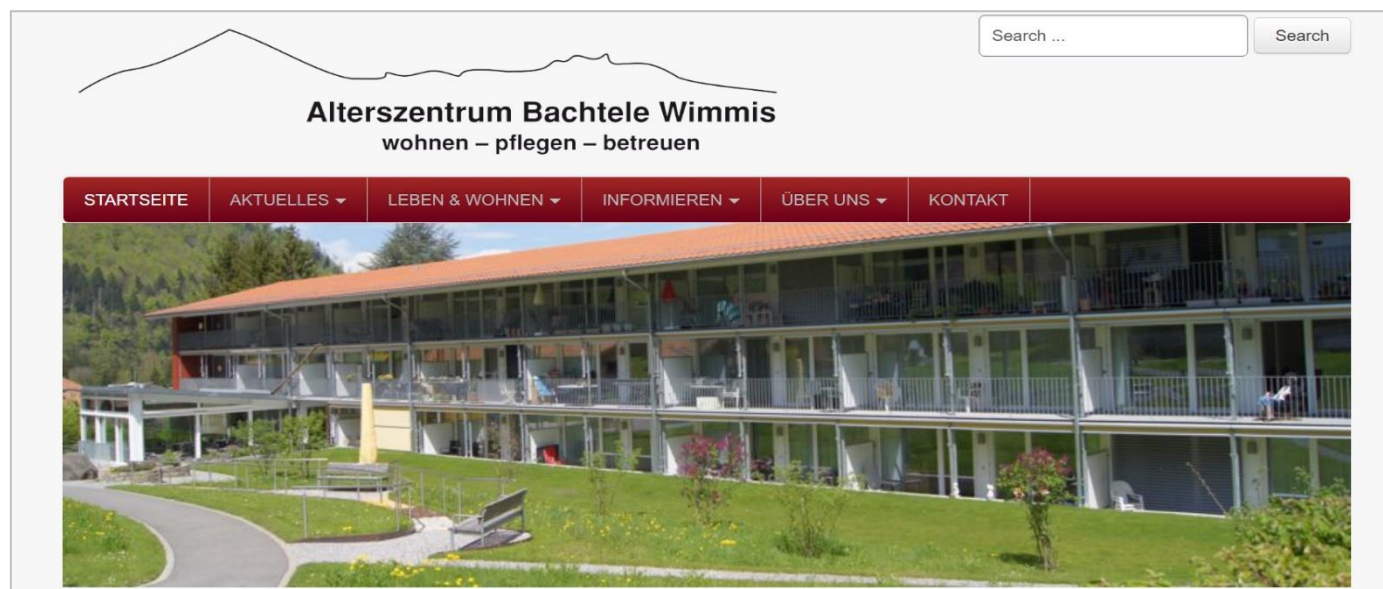 Search ... Search
Alterszentrum Bachtele Wimmis
wohnen – pflegen – betreuen
STARTSEITE AKTUELLES LEBEN & WOHNEN INFORMIEREN ÜBER UNS KONTAKT